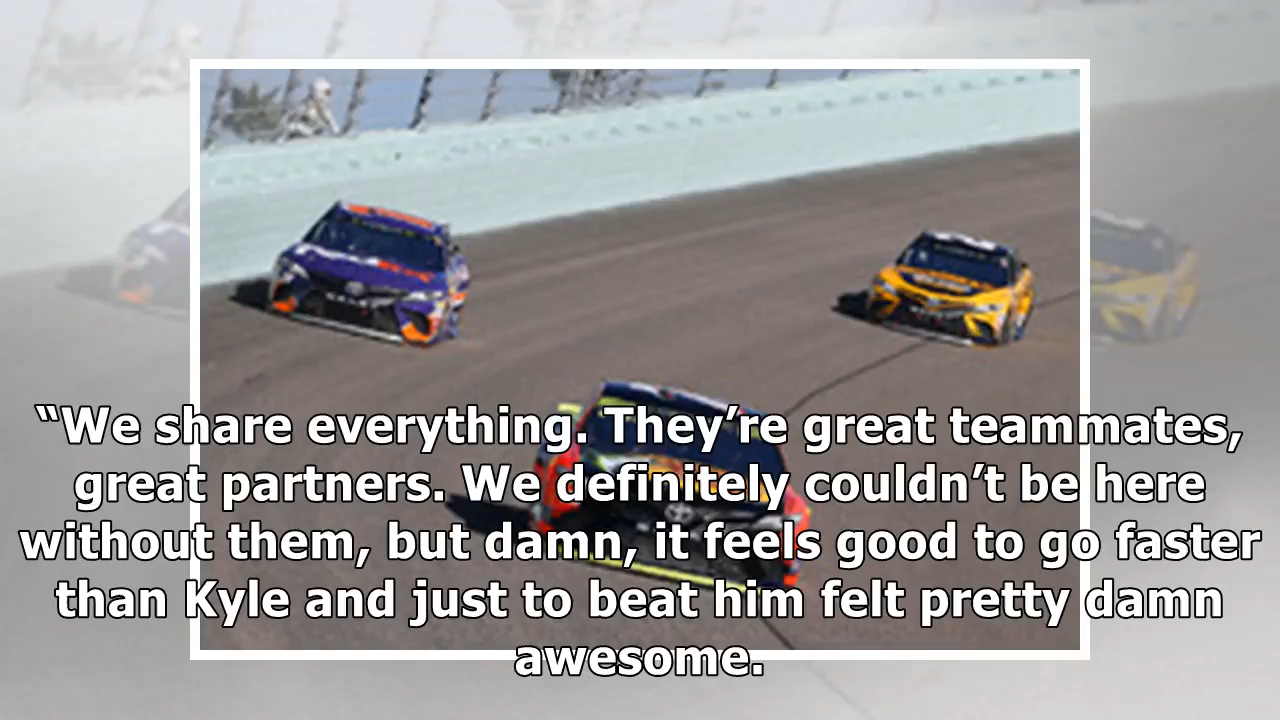 “We share everything. They’re great teammates,
great partners. We definitely couldn’t be here
without them, but damn, it feels good to go faster
than Kyle and just to beat him felt pretty damn
awesome.